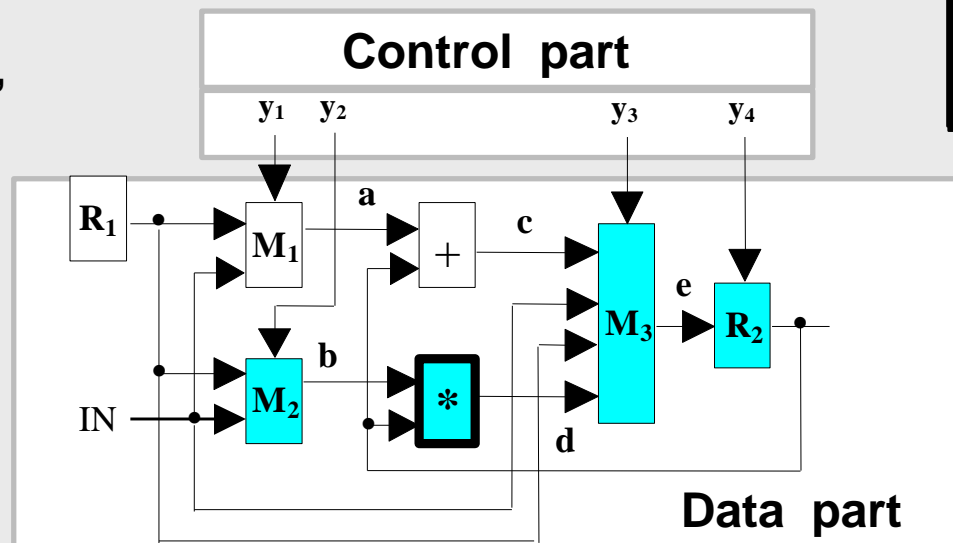 ,
Control part
y1 y2 y3 y4
R1
M1
a
+
c
M3
e
R2
M2
b
*
IN
d
Data part